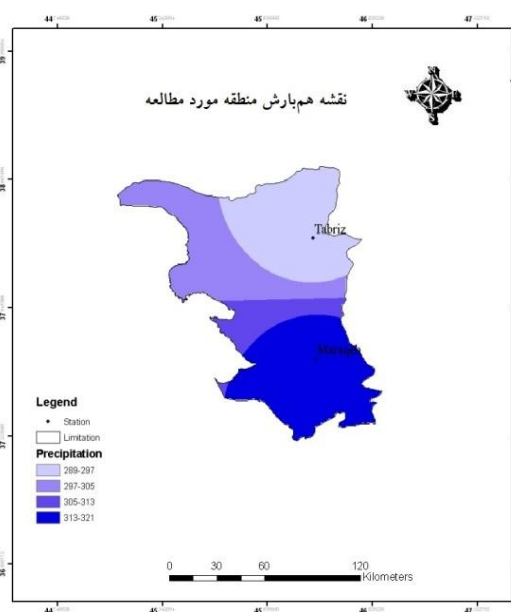 44 45 45 46 47
نقشه هم‌بارش منطقه مورد مطالعه
39
38
Tabriz
37
Legend
Station
Limitation
37
Precipitation
289-297
297-305
305-313
313-321
36
0 30 60 120
Kilometers
44 45 45 46 47